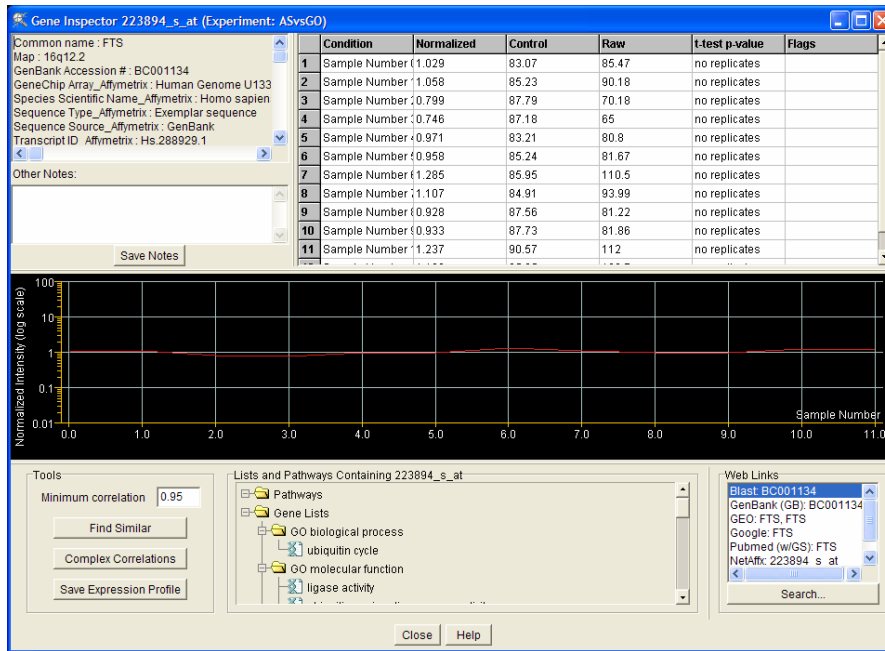 Gene Inspector 223894_s_at (Experiment: ASvsGO)
Common name : FTS
Map : 16q12.2
GenBank Accession # : BC001134
GeneChip Array_Affymetrix : Human Genome U133
Species Scientific Name_Affymetrix : Homo sapien
Sequence Type_Affymetrix : Exemplar sequence
Sequence Source_Affymetrix : GenBank
Transcript ID_Affymetrix : Hs.288929.1
Other Notes:
Save Notes
Condition Normalized Control Raw t-test p-value Flags
1 Sample Number 1.029 83.07 85.47 no replicates
2 Sample Number 1.058 85.23 90.18 no replicates
3 Sample Number 0.799 87.79 70.18 no replicates
4 Sample Number 0.746 87.18 65 no replicates
5 Sample Number 0.971 83.21 80.8 no replicates
6 Sample Number 0.958 85.24 81.67 no replicates
7 Sample Number 1.285 85.95 110.5 no replicates
8 Sample Number 1.107 84.91 93.99 no replicates
9 Sample Number 0.928 87.56 81.22 no replicates
10 Sample Number 0.933 87.73 81.86 no replicates
11 Sample Number 1.237 90.57 112 no replicates
Normalized Intensity (log scale)
100
10
1
0.1
0.01
Sample Number
0.0 1.0 2.0 3.0 4.0 5.0 6.0 7.0 8.0 9.0 10.0 11.0
Tools
Minimum correlation 0.95
Find Similar
Complex Correlations
Save Expression Profile
Lists and Pathways Containing 223894_s_at
Pathways
Gene Lists
GO biological process
ubiquitin cycle
GO molecular function
ligase activity
Web Links
Blast: BC001134
GenBank (GB): BC001134
GEO: FTS, FTS
Google: FTS
Pubmed (w/GS): FTS
NetAffx: 223894_s_at
Search...
Close Help